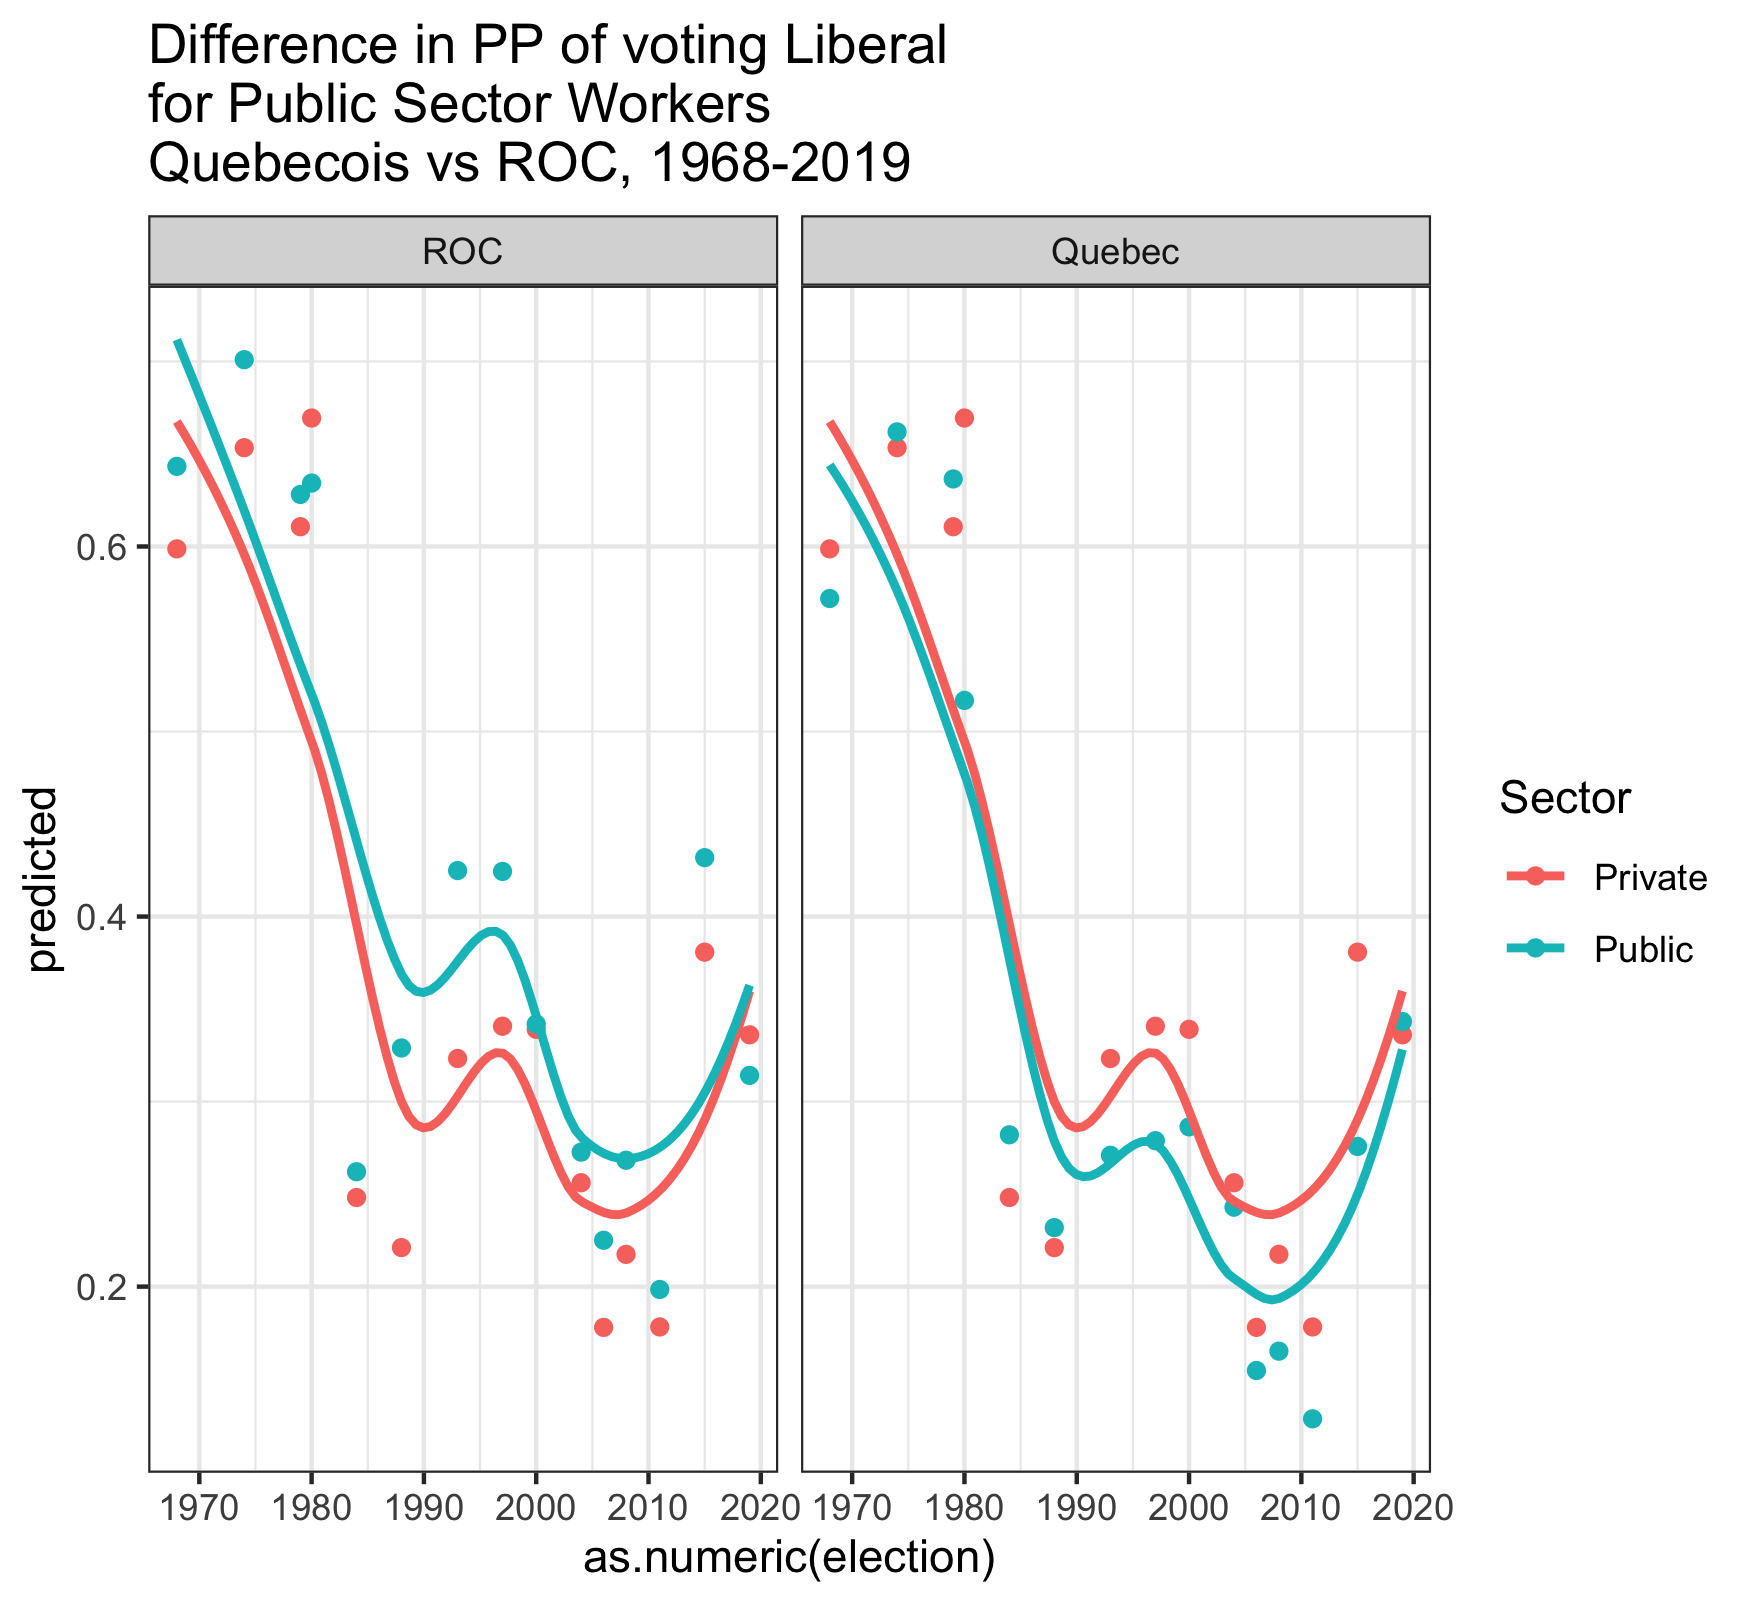 Difference in PP of voting Liberal
for Public Sector Workers
Quebecois vs ROC, 1968-2019
ROC
Quebec
predicted
0.6
0.4
0.2
1970 1980 1990 2000 2010 2020 1970 1980 1990 2000 2010 2020
as.numeric(election)
Sector
Private
Public